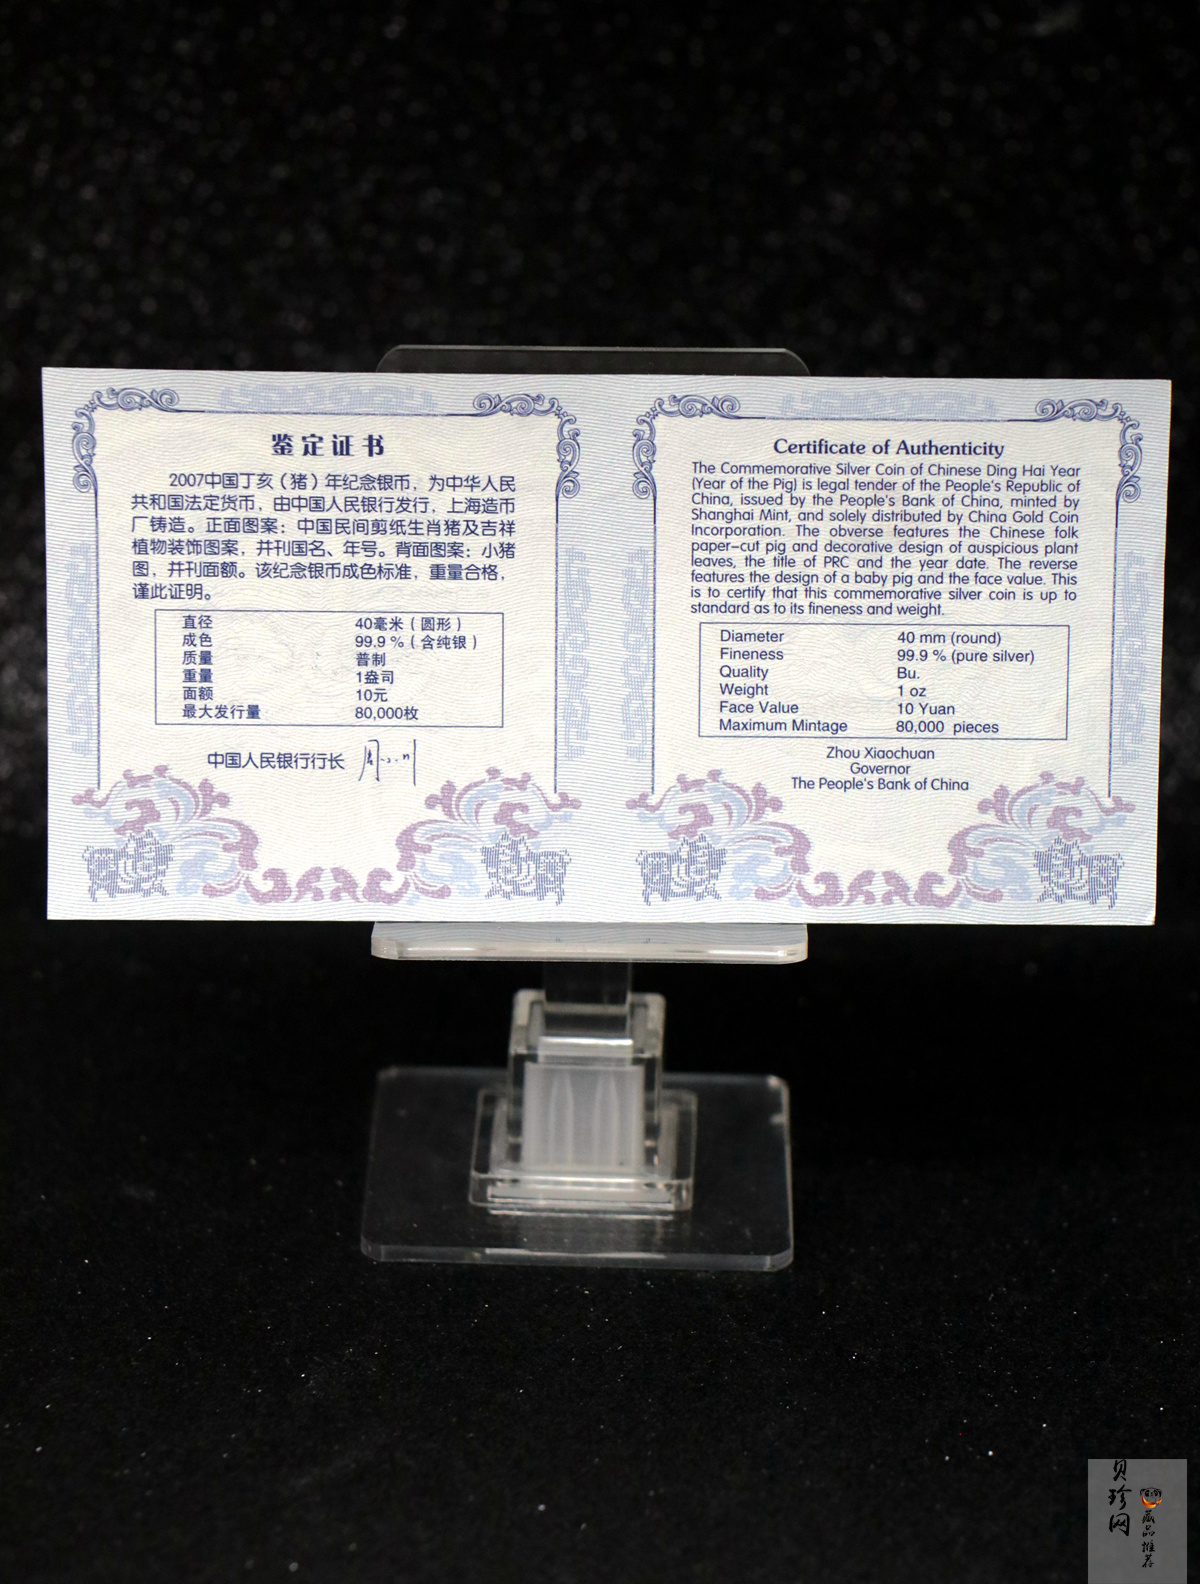 鉴定证书
2007中国丁亥（猪）年纪念银币，为中华人民
共和国法定货币，由中国人民银行发行，上海造币
厂铸造。正面图案：中国民间剪纸生肖猪及吉祥
植物装饰图案，并刊国名、年号。背面图案：小猪
图，并刊面额。该纪念银币成色标准，重量合格，
谨此证明。
直径 40毫米（圆形）
成色 99.9 %（含纯银）
质量 普制
重量 1盎司
面额 10元
最大发行量 80,000枚
中国人民银行行长
Certificate of Authenticity
The Commemorative Silver Coin of Chinese Ding Hai Year
(Year of the Pig) is legal tender of the People's Republic of
China, issued by the People's Bank of China, minted by
Shanghai Mint, and solely distributed by China Gold Coin
Incorporation. The obverse features the Chinese folk
paper-cut pig and decorative design of auspicious plant
leaves, the title of PRC and the year date. The reverse
features the design of a baby pig and the face value. This
is to certify that this commemorative silver coin is up to
standard as to its fineness and weight.
Diameter 40 mm (round)
Fineness 99.9 % (pure silver)
Quality Bu.
Weight 1 oz
Face Value 10 Yuan
Maximum Mintage 80,000 pieces
Zhou Xiaochuan
Governor
The People's Bank of China
贝珍网
藏品推荐